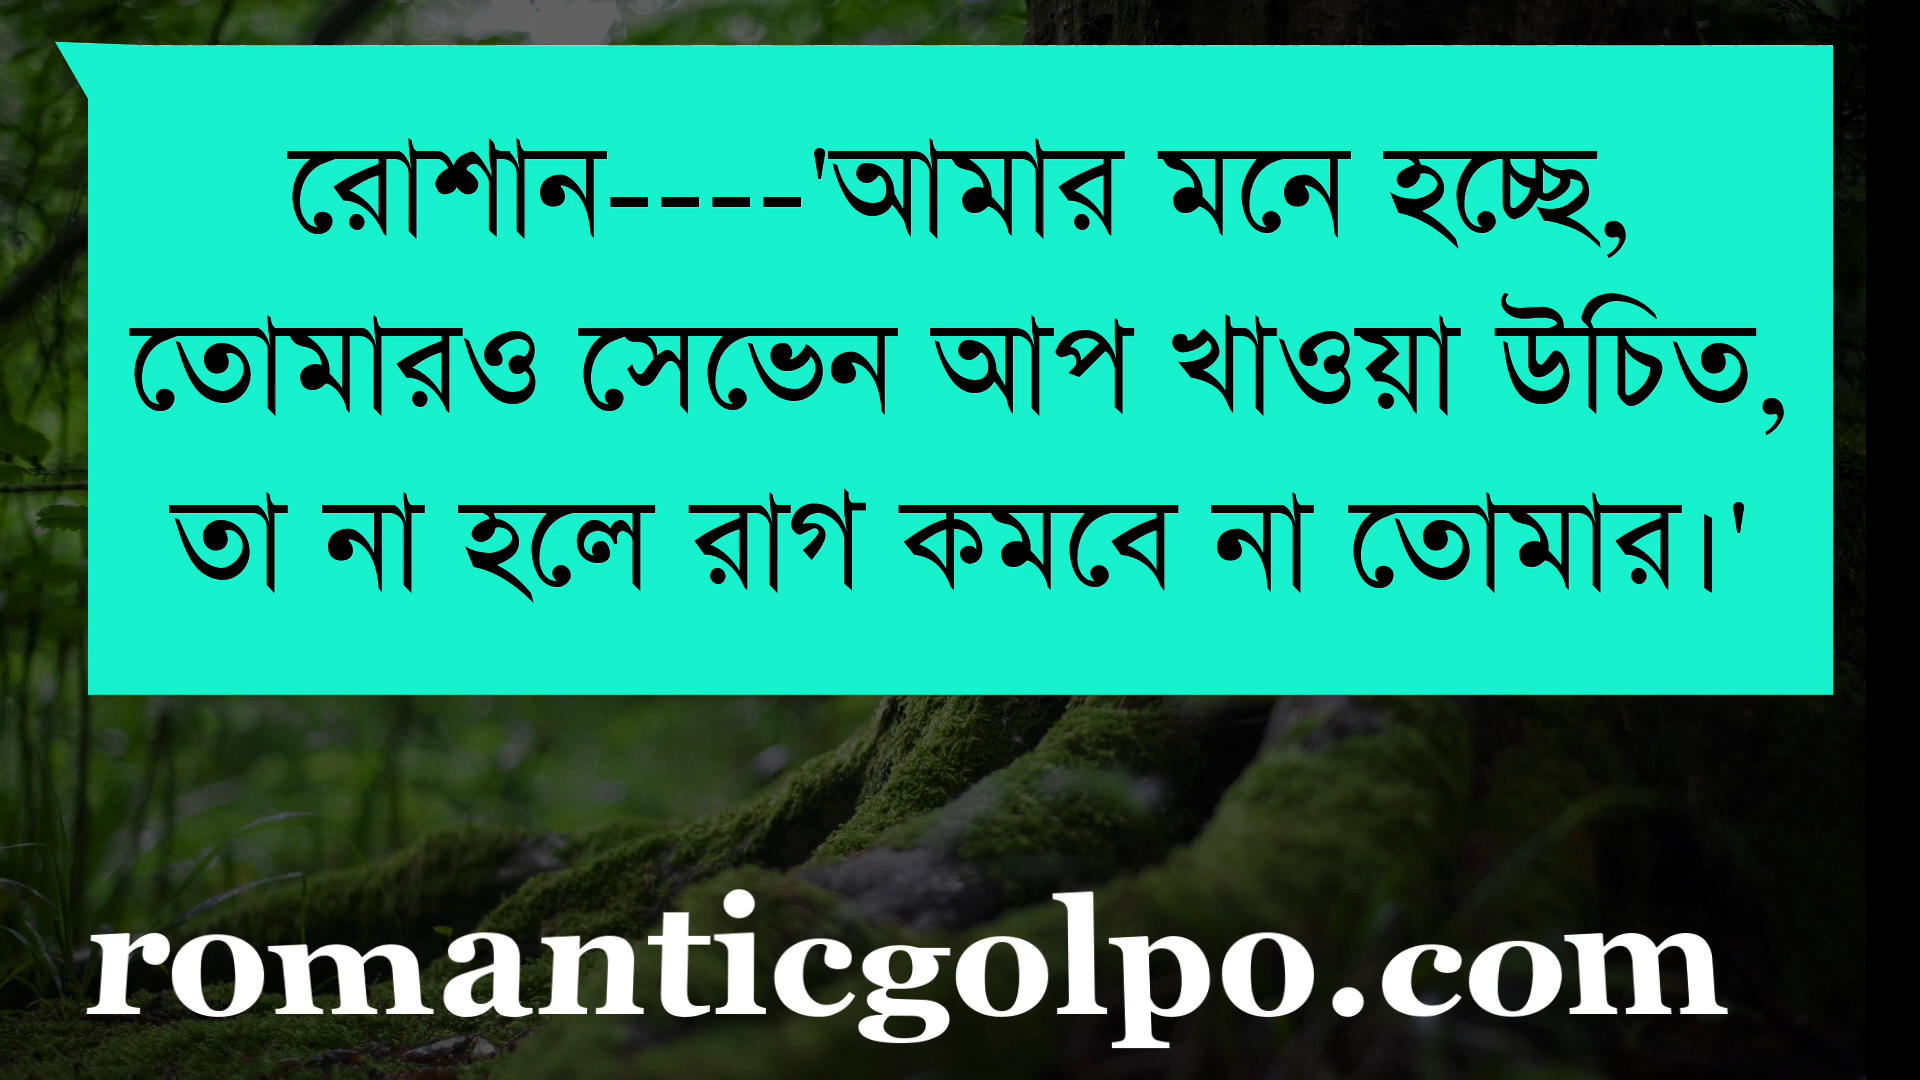 রোশান----'আমার মনে হচ্ছে,
তোমারও সেভেন আপ খাওয়া উচিত,
তা না হলে রাগ কমবে না তোমার।'
romanticgolpo.com